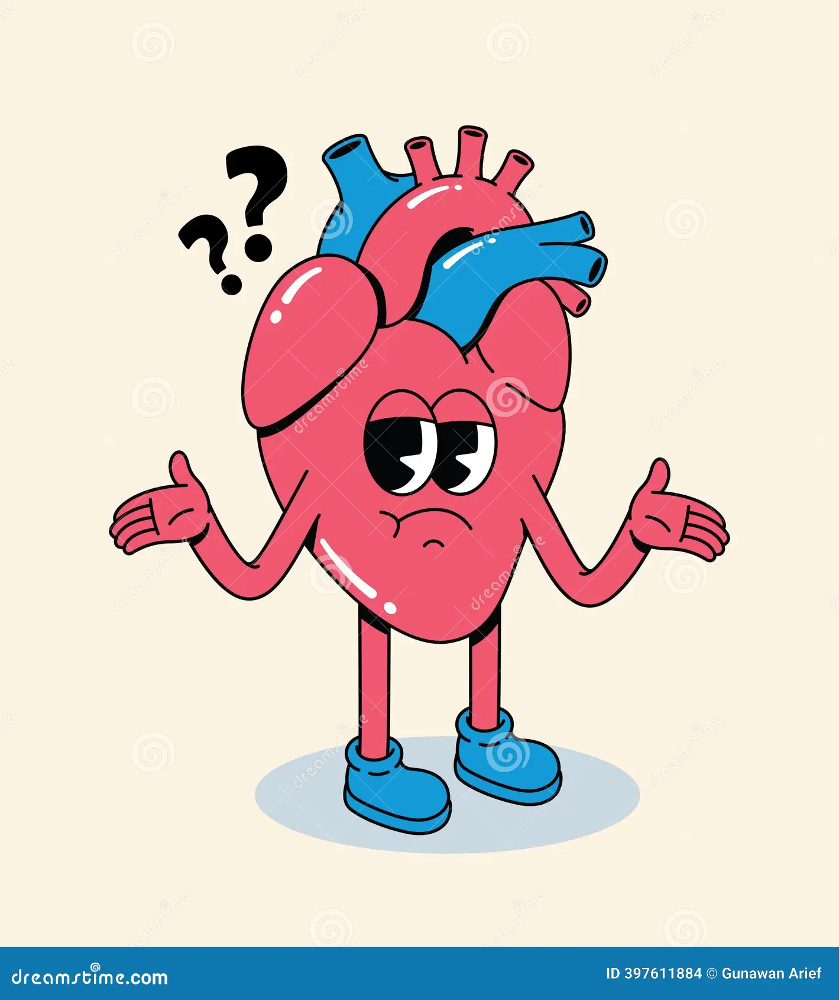 ? ?
dreamstime.com
ID 397611884 © Gunawan Arief